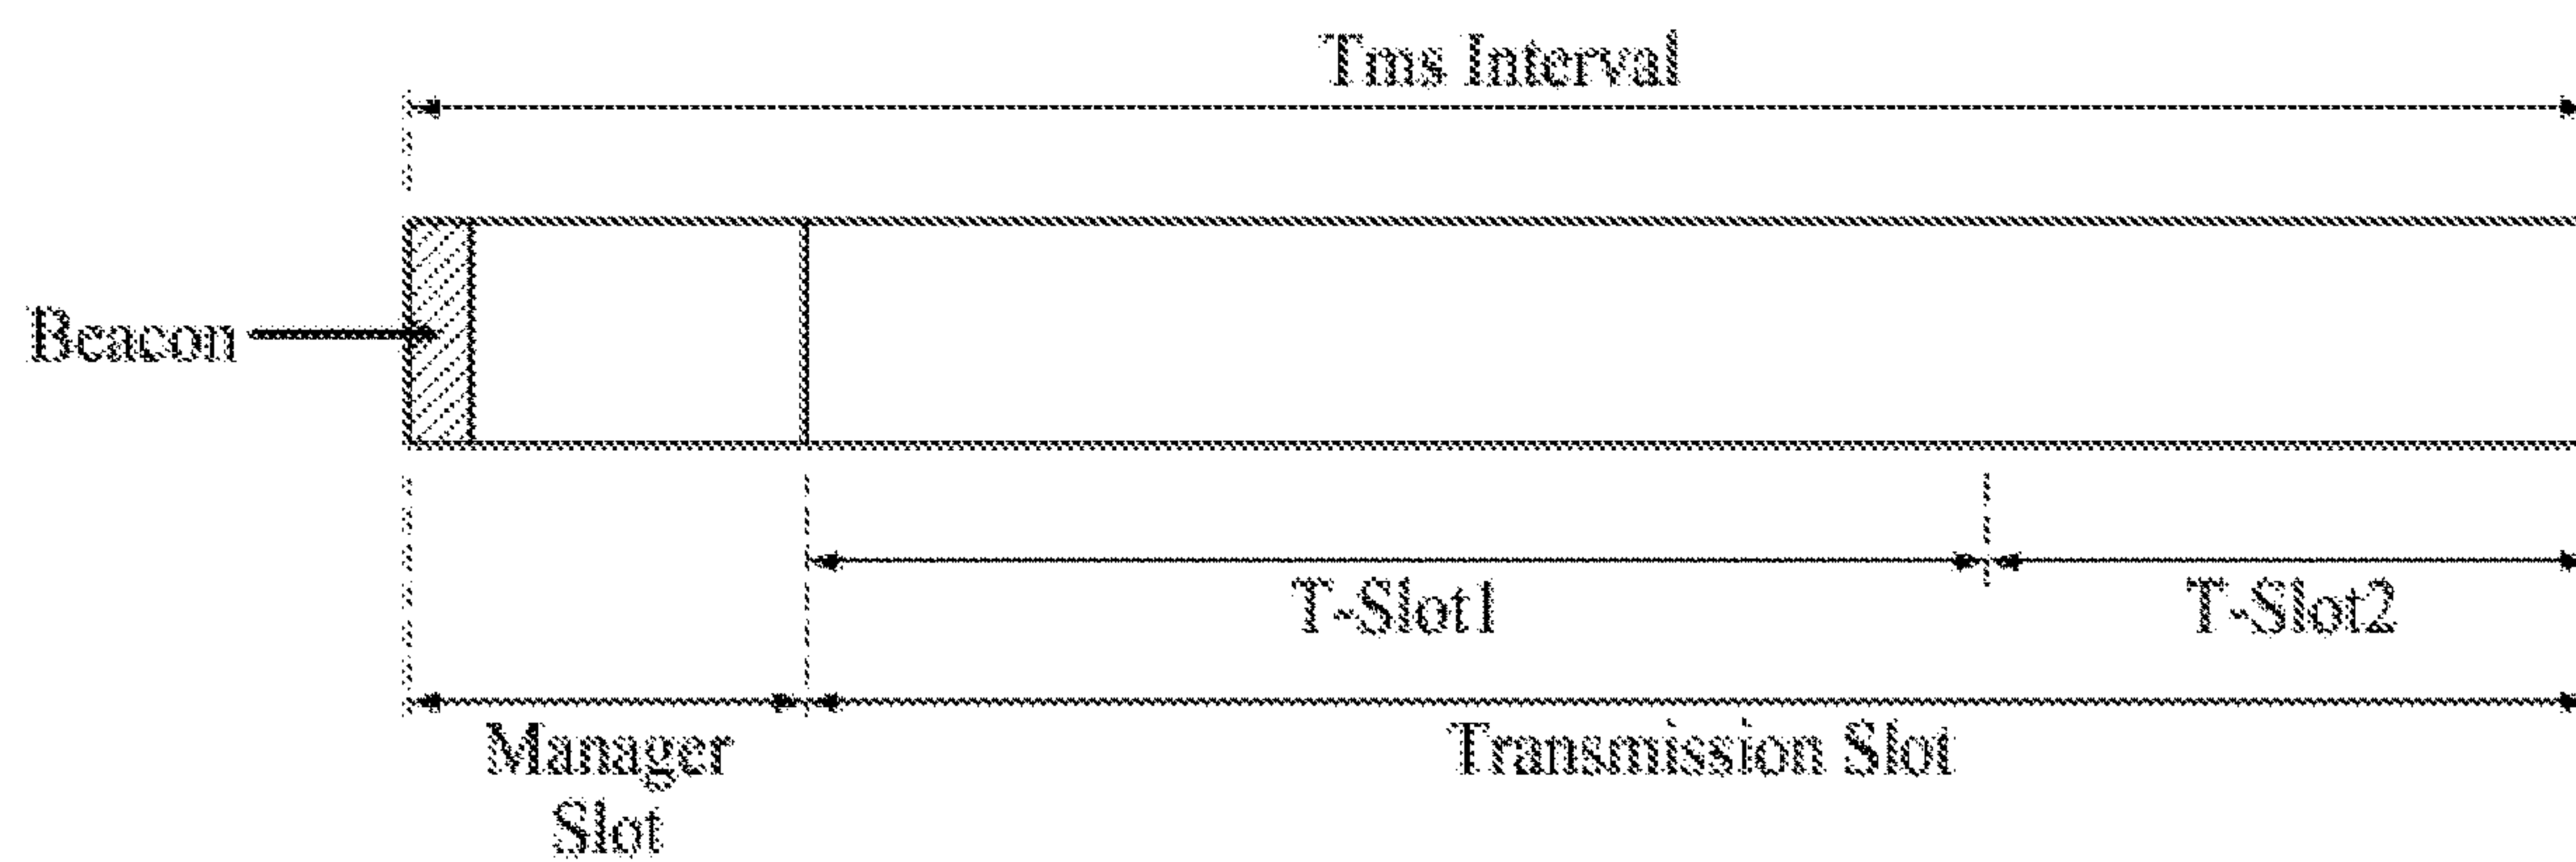 Tms Interval
Beacon
T-Slot1
T-Slot2
Manager
Slot
Transmission Slot